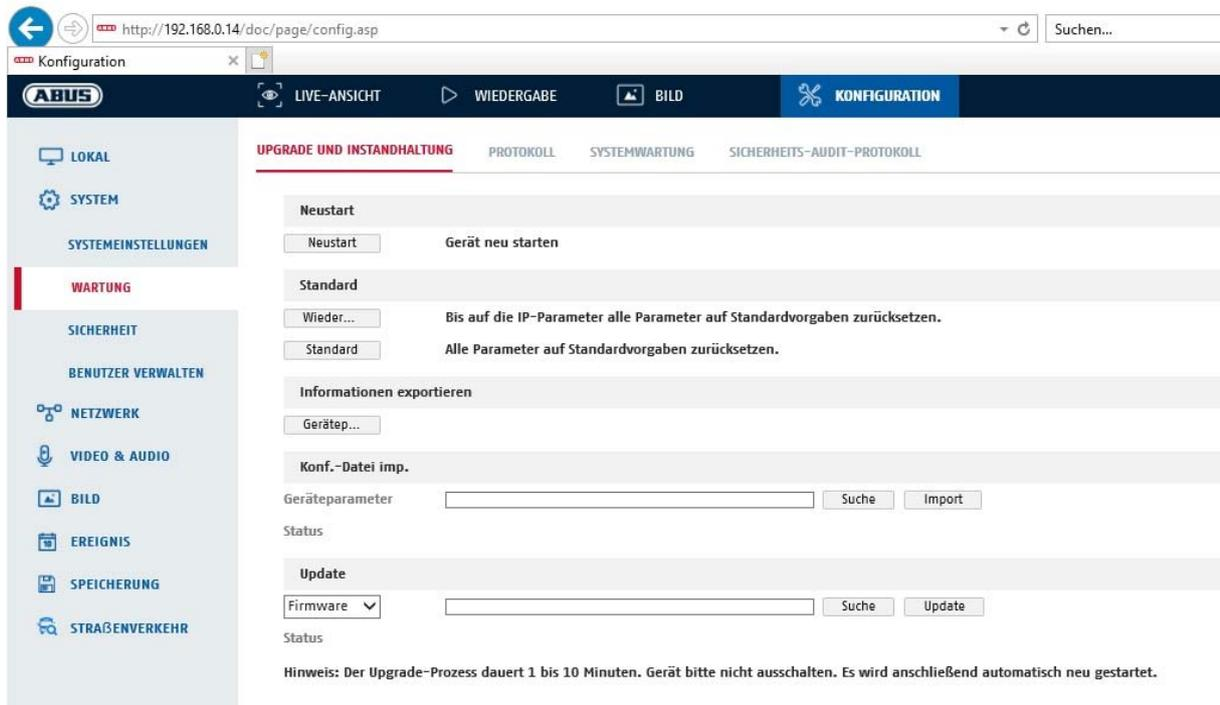 http://192.168.0.14/doc/page/config.asp
Suchen...
Konfiguration
ABUS
LIVE-ANSICHT
WIEDERGABE
BILD
KONFIGURATION
LOKAL
SYSTEM
SYSTEMEINSTELLUNGEN
WARTUNG
SICHERHEIT
BENUTZER VERWALTEN
NETZWERK
VIDEO & AUDIO
BILD
EREIGNIS
SPEICHERUNG
STRAßENVERKEHR
UPGRADE UND INSTANDHALTUNG
PROTOKOLL
SYSTEMWARTUNG
SICHERHEITS-AUDIT-PROTOKOLL
Neustart
Neustart Gerät neu starten
Standard
Wieder... Bis auf die IP-Parameter alle Parameter auf Standardvorgaben zurücksetzen.
Standard Alle Parameter auf Standardvorgaben zurücksetzen.
Informationen exportieren
Gerätep...
Konf.-Datei imp.
Geräteparameter Suche Import
Status
Update
Firmware Suche Update
Status
Hinweis: Der Upgrade-Prozess dauert 1 bis 10 Minuten. Gerät bitte nicht ausschalten. Es wird anschließend automatisch neu gestartet.